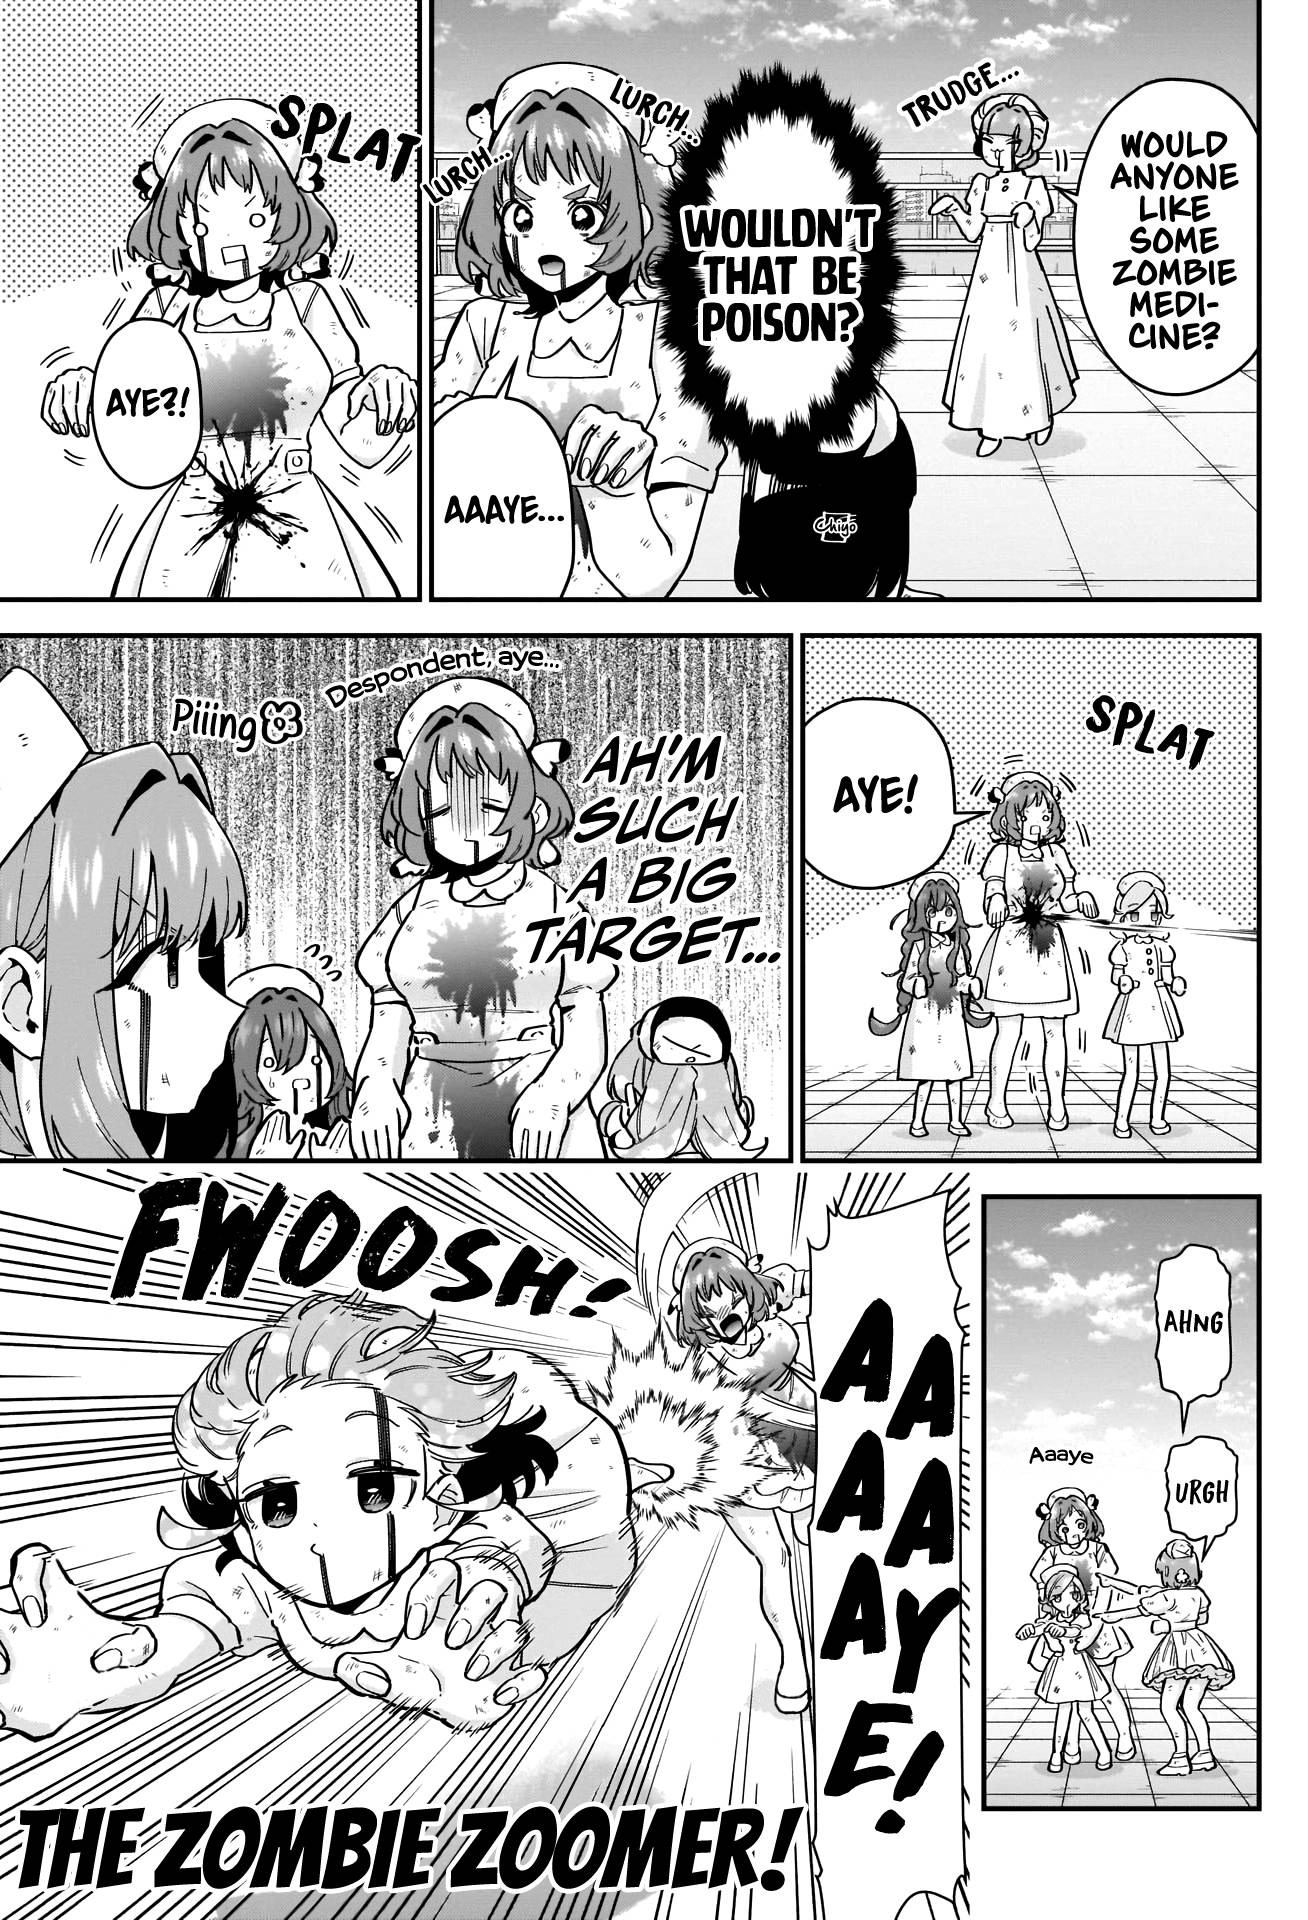 WOULD
ANYONE
LIKE
SOME
ZOMBIE
MEDI-
CINE?
TRUDGE...
WOULDN'T
THAT BE
POISON?
LURCH...
LURCH...
AAAYE...
Chiyo
SPLAT
AYE?!
SPLAT
AYE!
Despondent, aye...
Piiing
AH'M
SUCH
A BIG
TARGET...
AHNG
URGH
Aaaye
AAAAAAYE!
FWOOSH!
THE ZOMBIE ZOOMER!